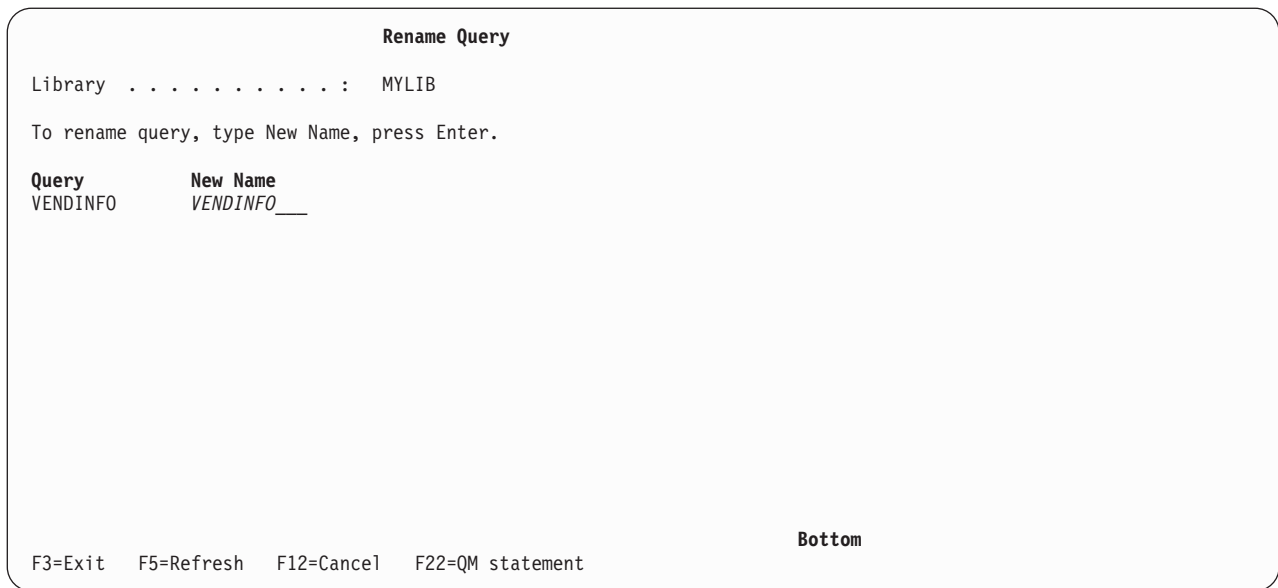 Rename Query
Library . . . . . . . . . . : MYLIB
To rename query, type New Name, press Enter.
Query New Name
VENDINFO VENDINFO___
Bottom
F3=Exit F5=Refresh F12=Cancel F22=QM statement